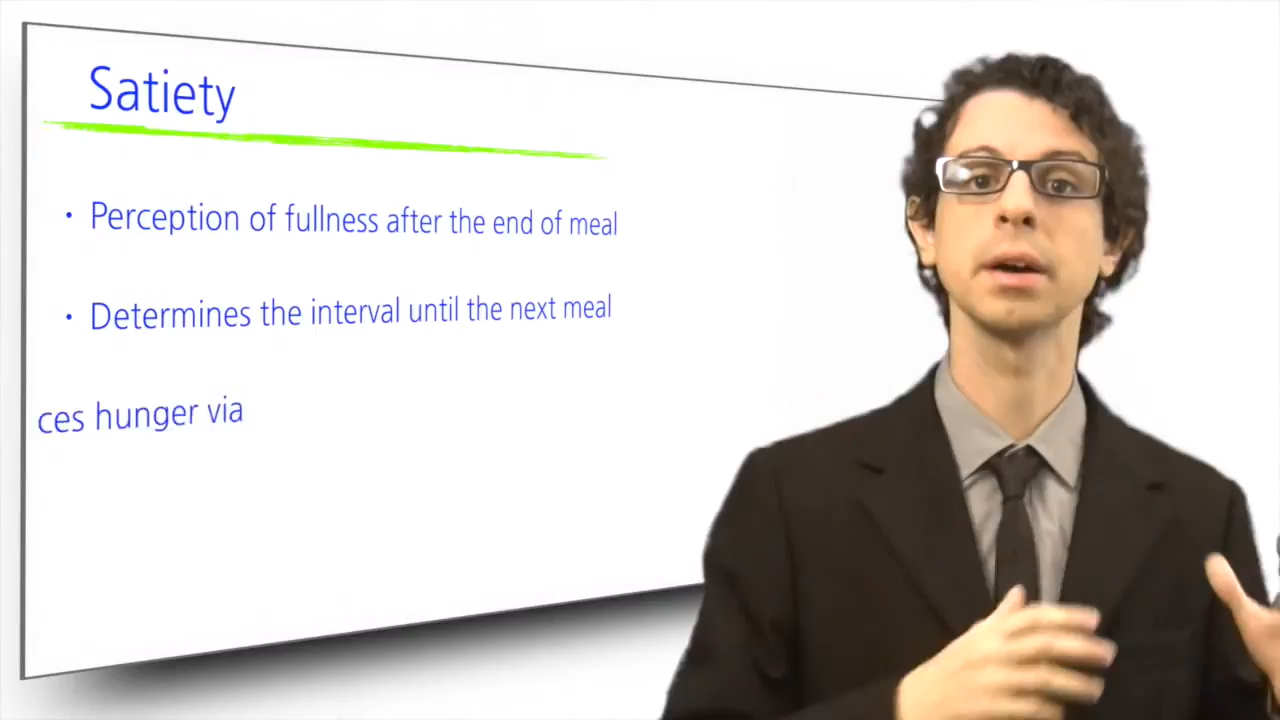 Satiety
• Perception of fullness after the end of meal
• Determines the interval until the next meal
ces hunger via